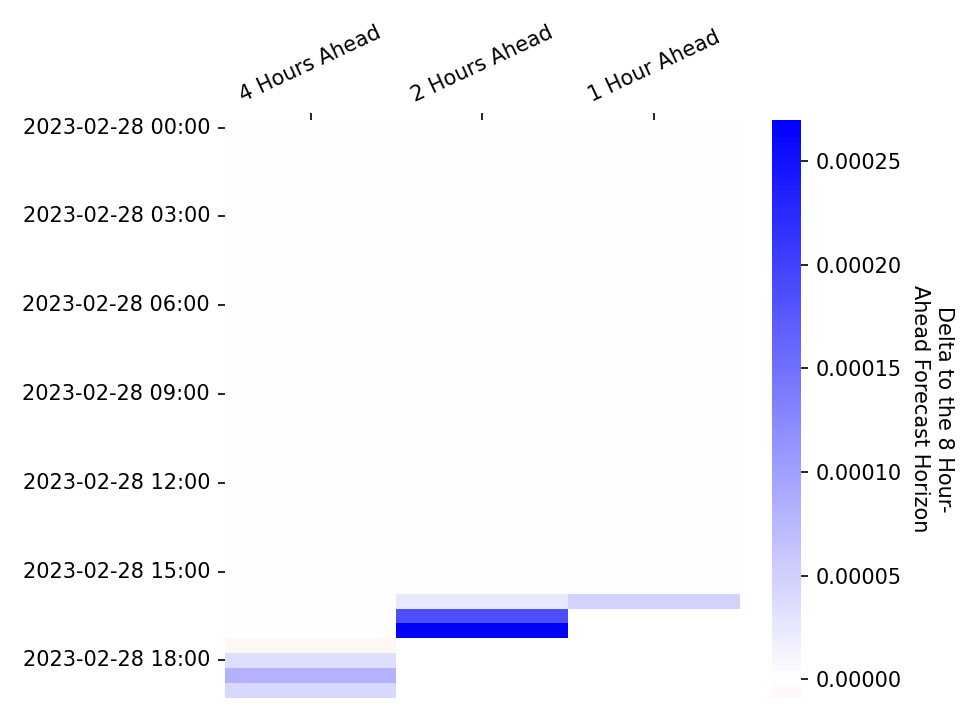 4 Hours Ahead
2 Hours Ahead
1 Hour Ahead
2023-02-28 00:00
2023-02-28 03:00
2023-02-28 06:00
2023-02-28 09:00
2023-02-28 12:00
2023-02-28 15:00
2023-02-28 18:00
0.00025
0.00020
0.00015
0.00010
0.00005
0.00000
Delta to the 8 Hour-
Ahead Forecast Horizon